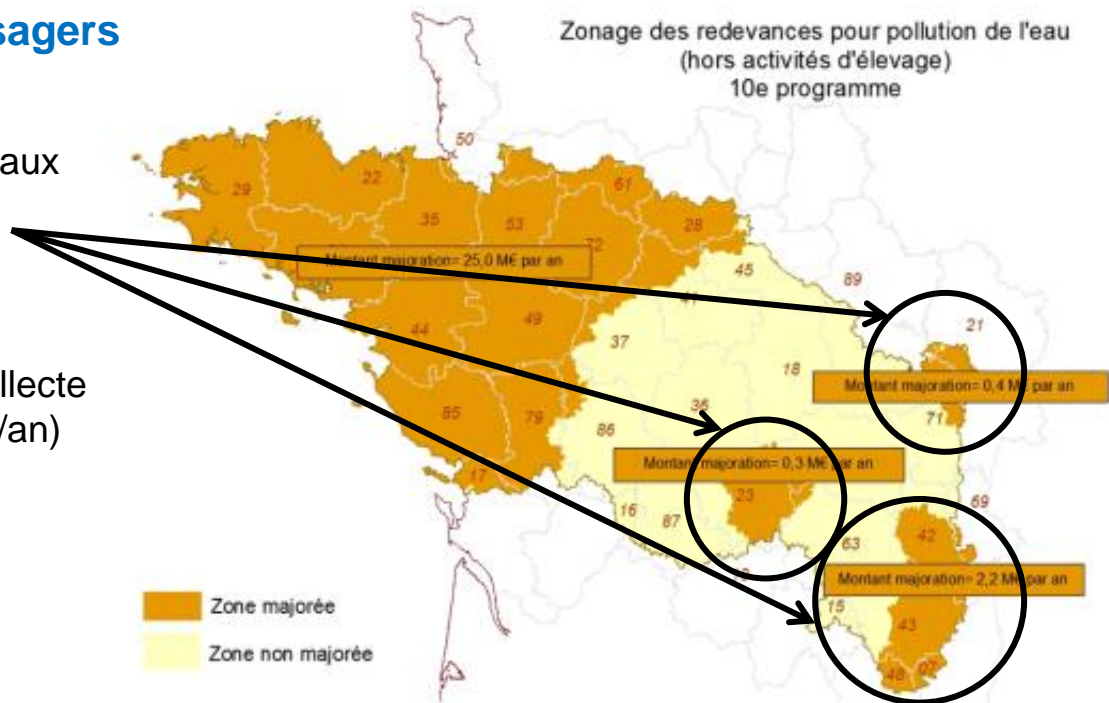 sagers
Zonage des redevances pour pollution de l'eau
(hors activités d'élevage)
10e programme
aux
50
29
22
61
35
53
28
72
Montant majoration= 25,0 M€ par an
45
89
41
21
44
49
37
18
Montant majoration= 0,4 M€ par an
llecte
/an)
85
79
36
71
86
Montant majoration= 0,3 M€ par an
17
23
16
87
69
63
42
Montant majoration= 2,2 M€ par an
15
43
48
07
Zone majorée
Zone non majorée